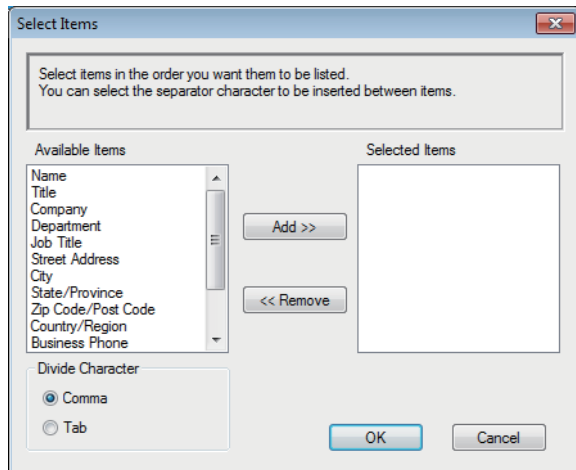 Select Items
Select items in the order you want them to be listed.
You can select the separator character to be inserted between items.
Available Items
Selected Items
Name
Title
Company
Department
Job Title
Street Address
City
State/Province
Zip Code/Post Code
Country/Region
Business Phone
Add >>
<< Remove
Divide Character
Comma
Tab
OK
Cancel